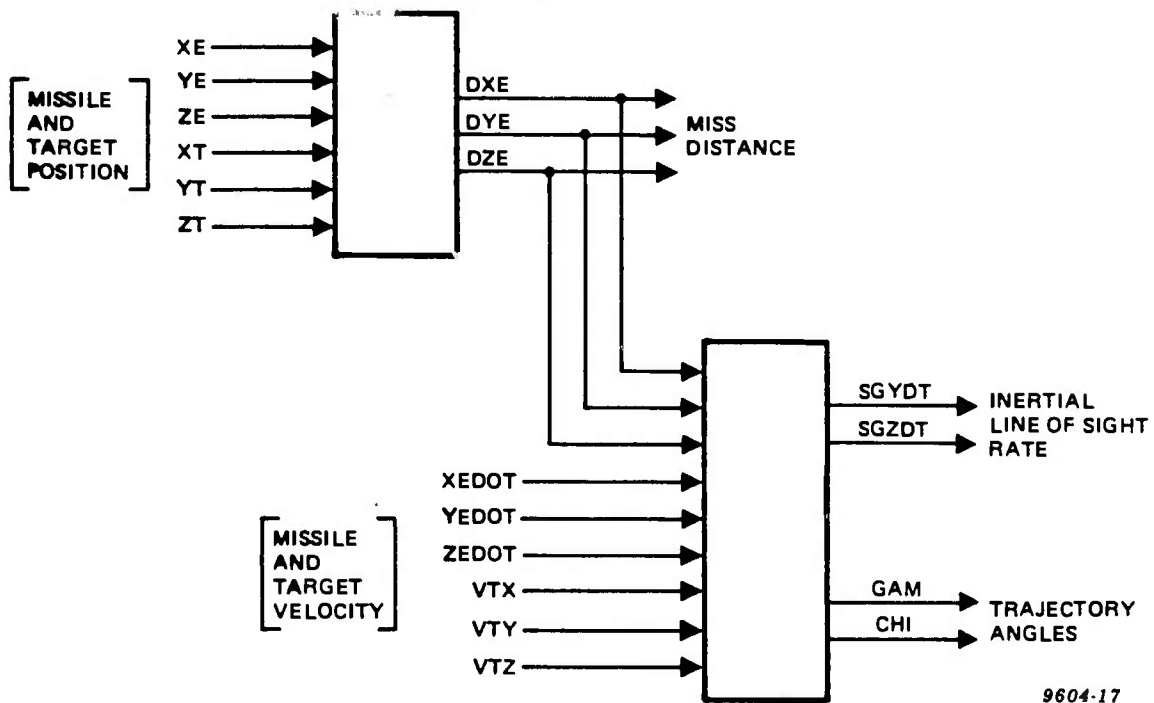 XE
YE
ZE
XT
YT
ZT
MISSILE
AND
TARGET
POSITION
DXE
DYE
DZE
MISS
DISTANCE
XEDOT
YEDOT
ZEDOT
VTX
VTY
VTZ
MISSILE
AND
TARGET
VELOCITY
SGYDT
SGZDT
INERTIAL
LINE OF SIGHT
RATE
GAM
CHI
TRAJECTORY
ANGLES
9604-17